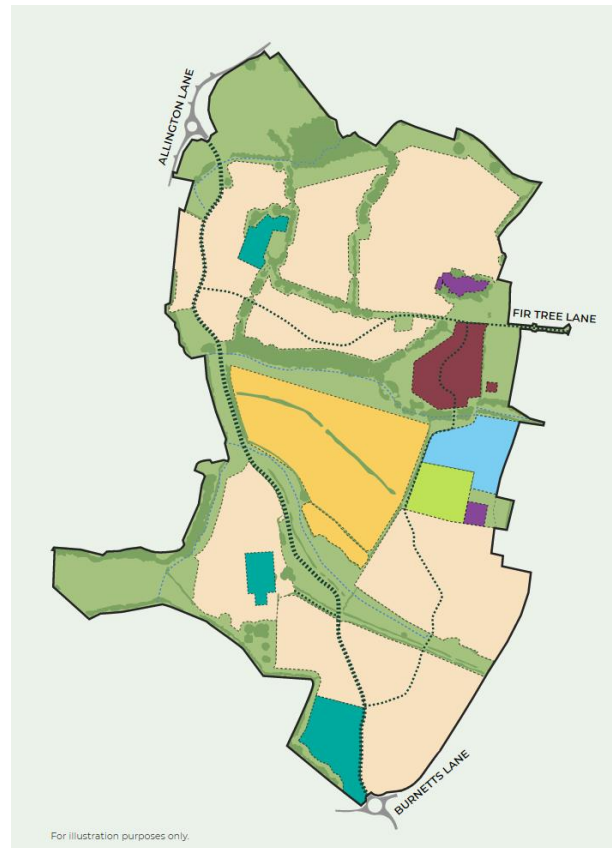 ALLINGTON LANE
FIR TREE LANE
BURNETTS LANE
For illustration purposes only.